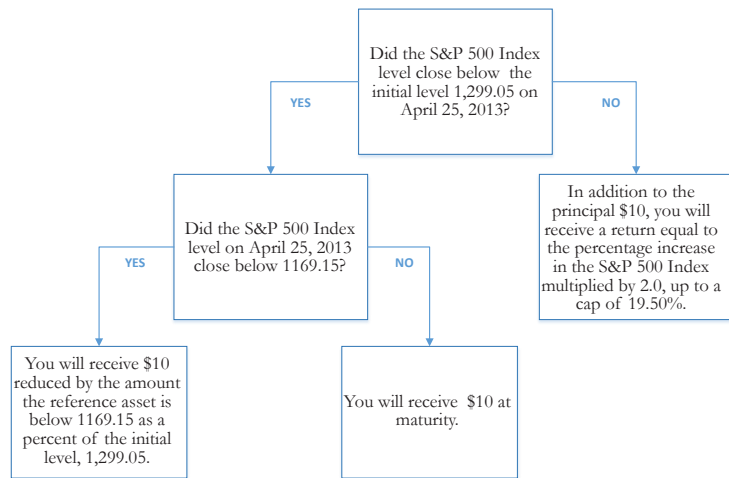 Did the S&P 500 Index
level close below the
initial level 1,299.05 on
April 25, 2013?
YES
NO
Did the S&P 500 Index
level on April 25, 2013
close below 1169.15?
In addition to the
principal $10, you will
receive a return equal to
the percentage increase
in the S&P 500 Index
multiplied by 2.0, up to a
cap of 19.50%.
YES
NO
You will receive $10
reduced by the amount
the reference asset is
below 1169.15 as a
percent of the initial
level, 1,299.05.
You will receive $10 at
maturity.